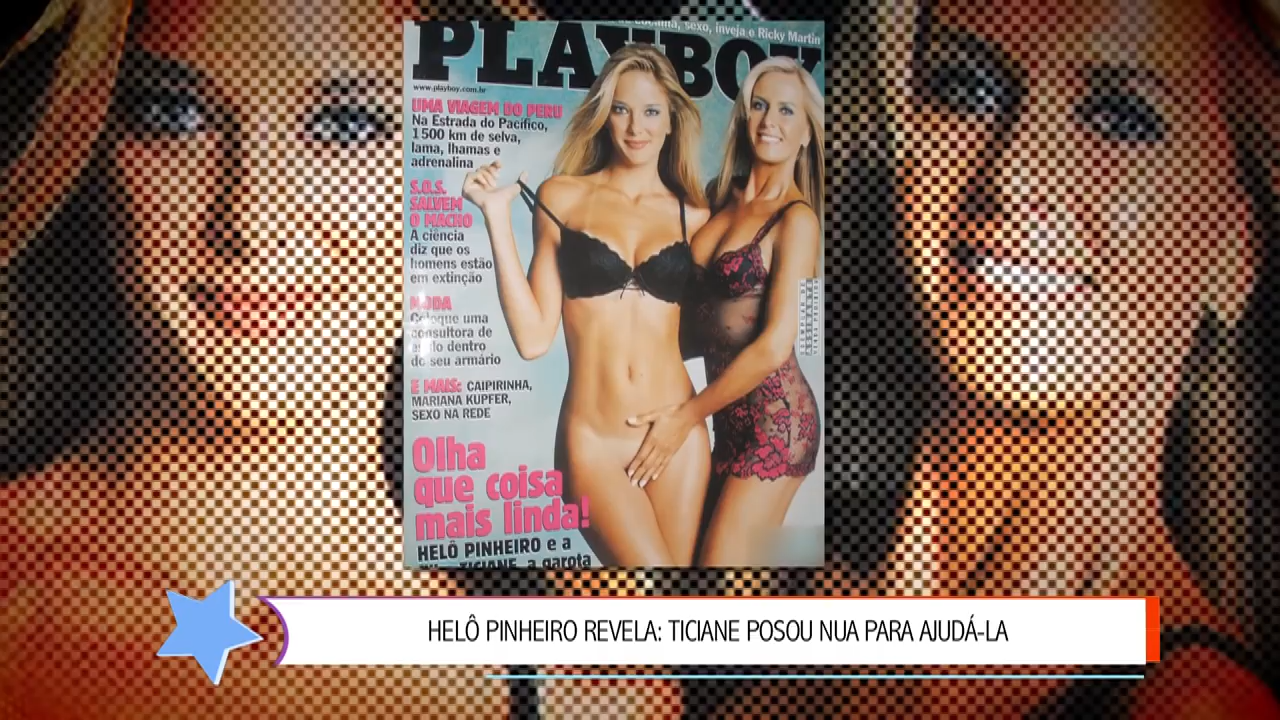 sexo, inveja e Ricky Martin
PLAYBOY
www.playboy.com.br
UMA VIAGEM DO PERU
Na Estrada do Pacífico,
1500 km de selva,
lama, lhamas e
adrenalina
S.O.S.
SALVEM
O MACHO
A ciência
diz que os
homens estão
em extinção
MODA
Coloque uma
consultora de
estilo dentro
do seu armário
E MAIS: CAIPIRINHA,
MARIANA KUPFER,
SEXO NA REDE
Olha
que coisa
mais linda!
HELÔ PINHEIRO e a
TICIANE, a garota
HELÔ PINHEIRO REVELA: TICIANE POSOU NUA PARA AJUDÁ-LA